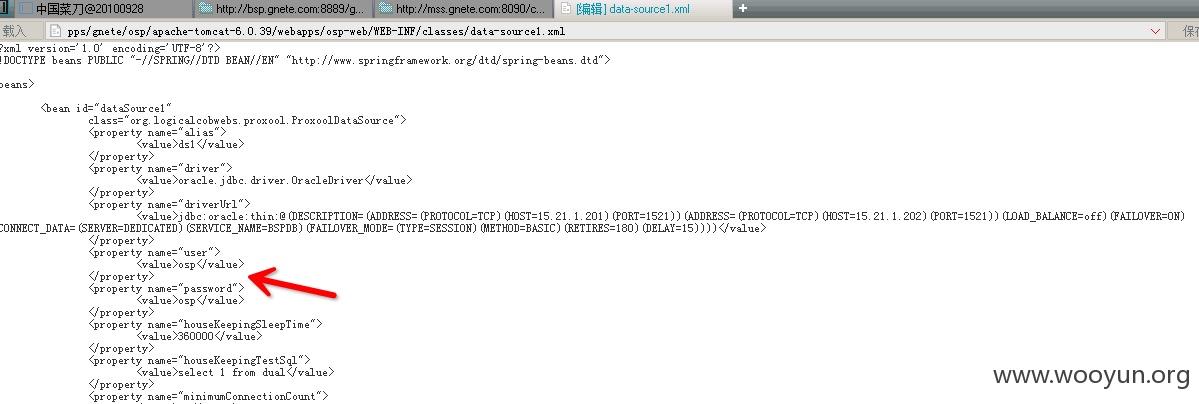 中国菜刀@20100928
http://bsp.gnete.com:8889/g...
http://mss.gnete.com:8090/c...
[编辑] data-source1.xml
载入
pps/gnete/osp/apache-tomcat-6.0.39/webapps/osp-web/WEB-INF/classes/data-source1.xml
保存
?xml version='1.0' encoding='UTF-8'?>
!DOCTYPE beans PUBLIC "-//SPRING//DTD BEAN//EN" "http://www.springframework.org/dtd/spring-beans.dtd">
beans>
<bean id="dataSource1"
class="org.logicalcobwebs.proxool.ProxoolDataSource">
<property name="alias">
<value>ds1</value>
</property>
<property name="driver">
<value>oracle.jdbc.driver.OracleDriver</value>
</property>
<property name="driverUrl">
<value>jdbc:oracle:thin:@(DESCRIPTION=(ADDRESS=(PROTOCOL=TCP)(HOST=15.21.1.201)(PORT=1521))(ADDRESS=(PROTOCOL=TCP)(HOST=15.21.1.202)(PORT=1521))(LOAD_BALANCE=off)(FAILOVER=ON)
CONNECT_DATA=(SERVER=DEDICATED)(SERVICE_NAME=BSPDB)(FAILOVER_MODE=(TYPE=SESSION)(METHOD=BASIC)(RETIRES=180)(DELAY=15))))</value>
</property>
<property name="user">
<value>osp</value>
</property>
<property name="password">
<value>osp</value>
</property>
<property name="houseKeepingSleepTime">
<value>360000</value>
</property>
<property name="houseKeepingTestSql">
<value>select 1 from dual</value>
</property>
<property name="minimumConnectionCount">
www.wooyun.org